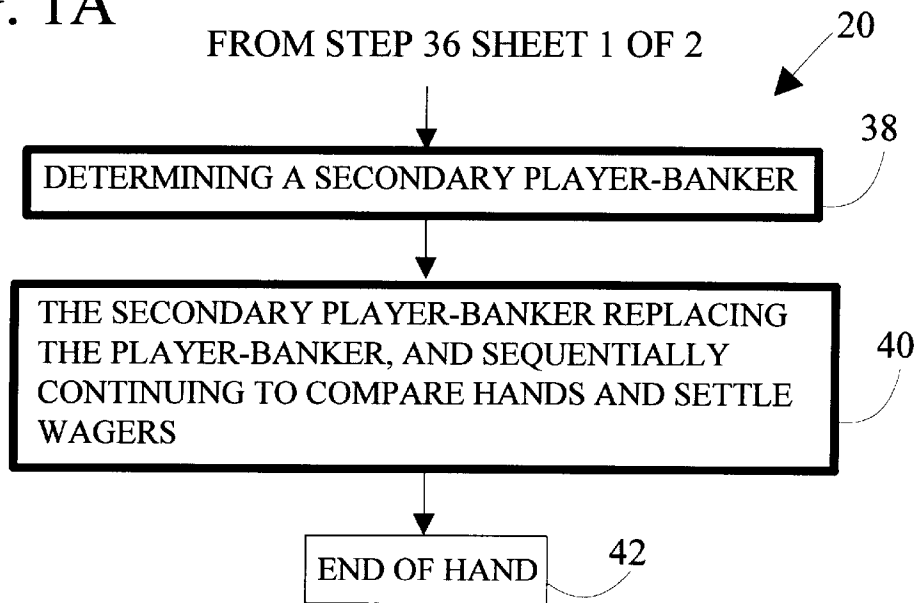 . 1A
FROM STEP 36 SHEET 1 OF 2
20
38
DETERMINING A SECONDARY PLAYER-BANKER
THE SECONDARY PLAYER-BANKER REPLACING
THE PLAYER-BANKER, AND SEQUENTIALLY
CONTINUING TO COMPARE HANDS AND SETTLE
WAGERS
40
END OF HAND
42